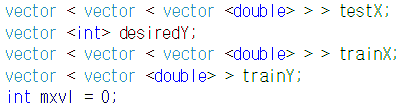 vector < vector < vector <double> > > testX;
vector <int> desiredY;
vector < vector < vector <double> > > trainX;
vector < vector <double> > trainY;
int mxvl = 0;